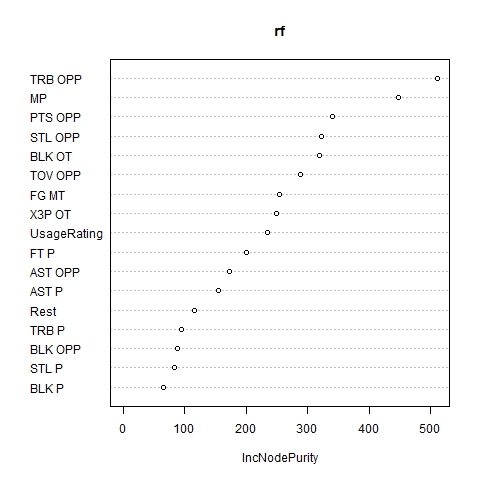 rf
TRB OPP
MP
PTS OPP
STL OPP
BLK OT
TOV OPP
FG MT
X3P OT
UsageRating
FT P
AST OPP
AST P
Rest
TRB P
BLK OPP
STL P
BLK P
0 100 200 300 400 500
IncNodePurity